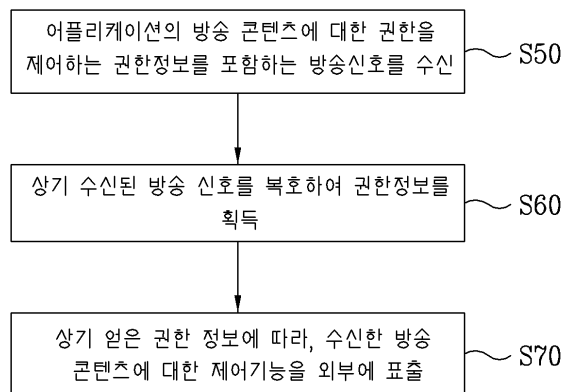 어플리케이션의 방송 콘텐츠에 대한 권한을
제어하는 권한정보를 포함하는 방송신호를 수신
S50
상기 수신된 방송 신호를 복호하여 권한정보를
획득
S60
상기 얻은 권한 정보에 따라, 수신한 방송
콘텐츠에 대한 제어기능을 외부에 표출
S70